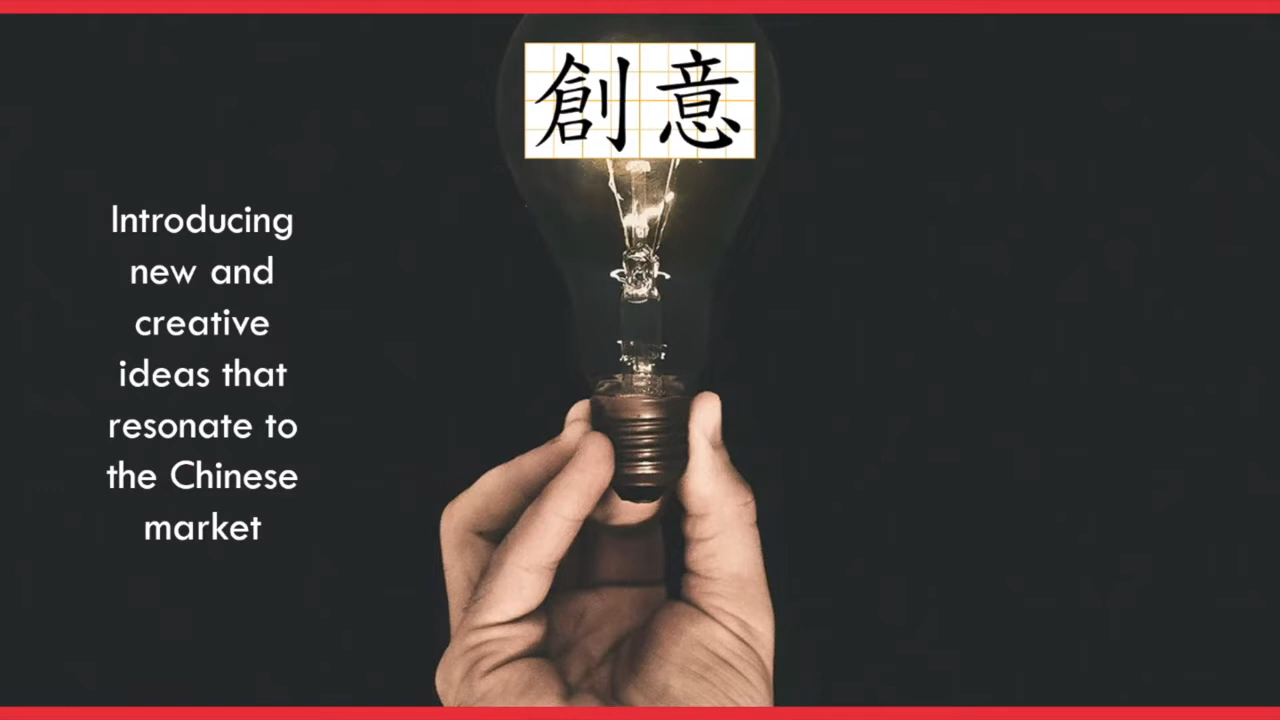 創意
Introducing
new and
creative
ideas that
resonate to
the Chinese
market